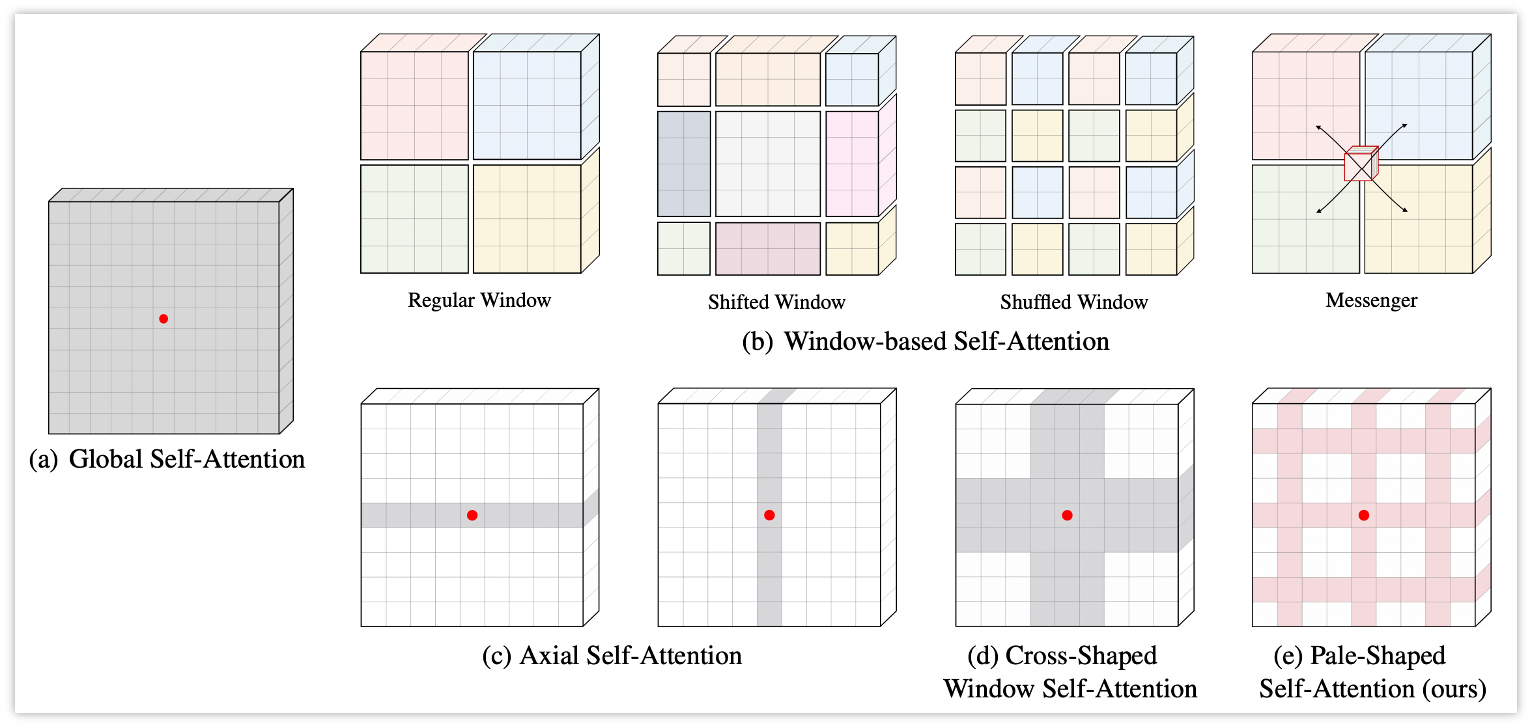 Regular Window
Shifted Window
Shuffled Window
Messenger
(b) Window-based Self-Attention
(a) Global Self-Attention
(c) Axial Self-Attention
(d) Cross-Shaped
Window Self-Attention
(e) Pale-Shaped
Self-Attention (ours)